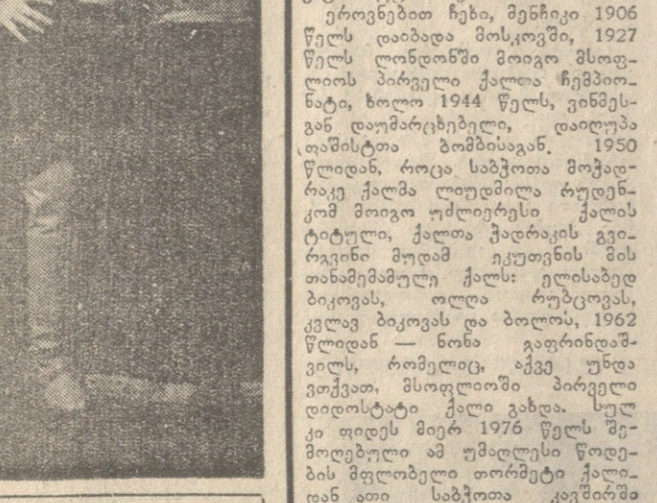 ეროვნებით ჩეხი, მენჩიკი 1906
წელს დაიბადა მოსკოვში, 1927
წელს ლონდონში მოიგო მსოფ-
ლიოს პირველი ქალთა ჩემპიო-
ნატი, ხოლო 1944 წელს, ვინმეს-
გან დაუმარცხებელი, დაიღუპა
ფაშისტთა ბომბისაგან. 1950
წლიდან, როცა საბჭოთა მოჭად-
რაკე ქალმა ლიუდმილა რუდენ-
კომ მოიგო უძლიერესი ქალის
ტიტული, ქალთა ჭადრაკის გვი-
რგვინი მუდამ ეკუთვნის მის
თანამემამულე ქალს: ელისაბედ
ბიკოვას, ოლღა რუბცოვას,
კვლავ ბიკოვას და ბოლოს, 1962
წლიდან — ნონა გაფრინდაშ-
ვილს, რომელიც, აქვე უნდა
ვთქვათ, მსოფლიოში პირველი
დიდოსტატი ქალი გახდა. სულ
კი ფიდეს მიერ 1976 წელს შე-
მოღებული ამ უმაღლესი წოდე-
ბის მფლობელი თორმეტი ქალი-
დან ათი საბჭოთა კავშირში